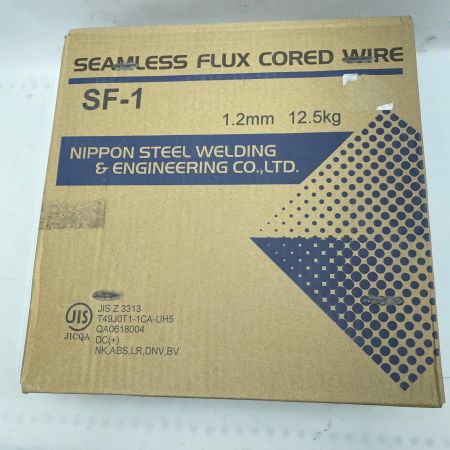 SEAMLESS FLUX CORED WIRE
SF-1
1.2mm 12.5kg
NIPPON STEEL WELDING
& ENGINEERING CO.,LTD.
JIS
JICQA
JIS Z 3313
T49J0T1-1CA-UH5
QA0618004
DC(+)
NK,ABS,LR,DNV,BV